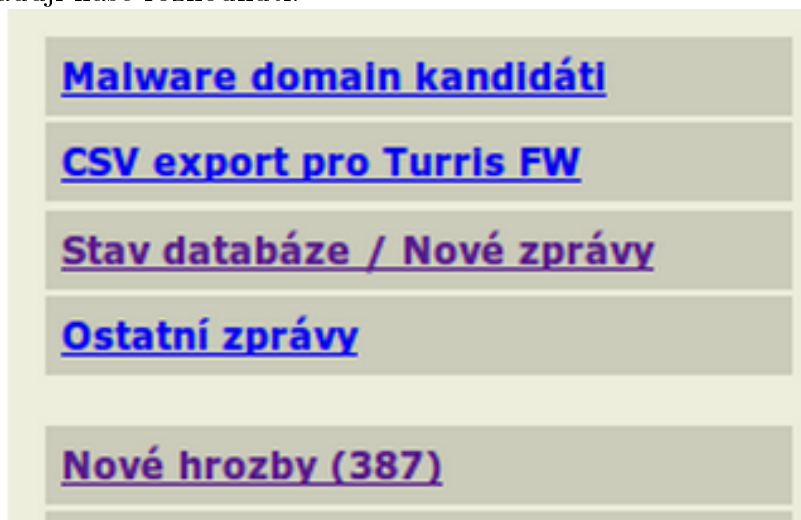 Malware domain kandidáti
CSV export pro Turris FW
Stav databáze / Nové zprávy
Ostatní zprávy
Nové hrozby (387)